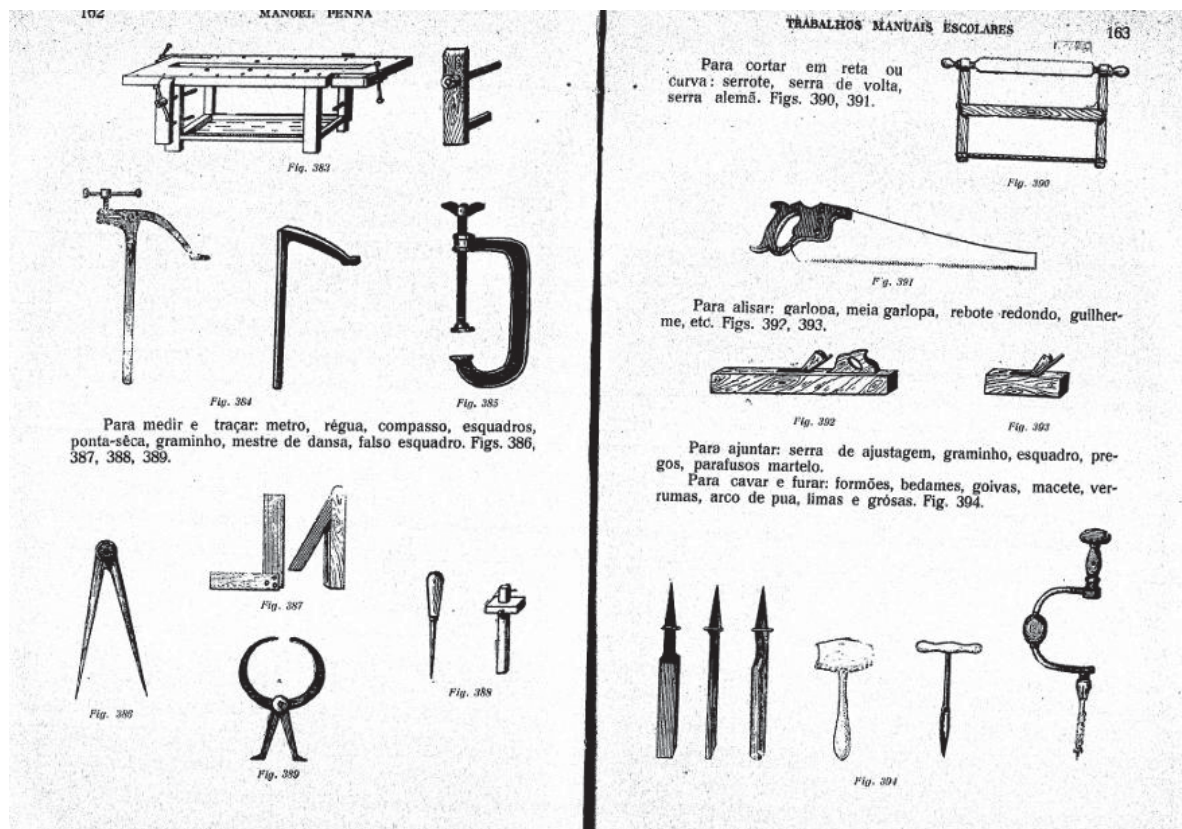 162
MANOEL PENNA
Fig. 383
Fig. 384
Fig. 385
Para medir e traçar: metro, régua, compasso, esquadros,
ponta-sêca, graminho, mestre de dansa, falso esquadro. Figs. 386,
387, 388, 389.
Fig. 387
Fig. 386
Fig. 388
Fig. 389
TRABALHOS MANUAIS ESCOLARES
163
Para cortar em reta ou
curva: serrote, serra de volta,
serra alemã. Figs. 390, 391.
Fig. 390
F'g. 391
Para alisar: garlopa, meia garlopa, rebote redondo, guilher-
me, etc. Figs. 392, 393.
Fig. 392
Fig. 393
Para ajuntar: serra de ajustagem, graminho, esquadro, pre-
gos, parafusos martelo.
Para cavar e furar: formões, bedames, goivas, macete, ver-
rumas, arco de pua, limas e grósas. Fig. 394.
Fig. 394